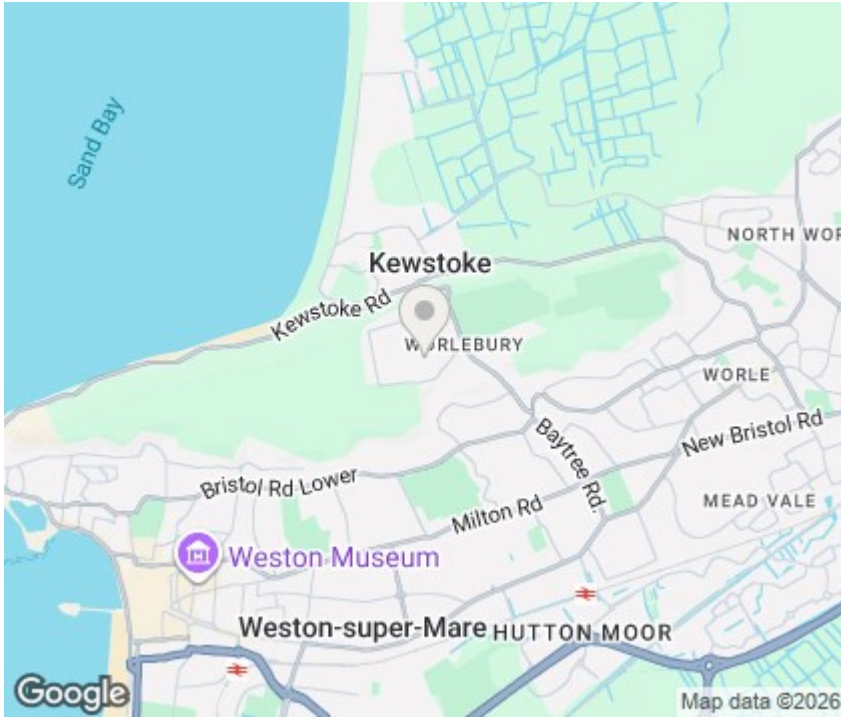 Sand Bay
NORTH WOR
Kewstoke
Kewstoke Rd
WORLEBURY
WORLE
Baytree Rd.
New Bristol Rd
Bristol Rd Lower
Milton Rd
MEAD VALE
Weston Museum
Weston-super-Mare
HUTTON MOOR
Google
Map data ©2026